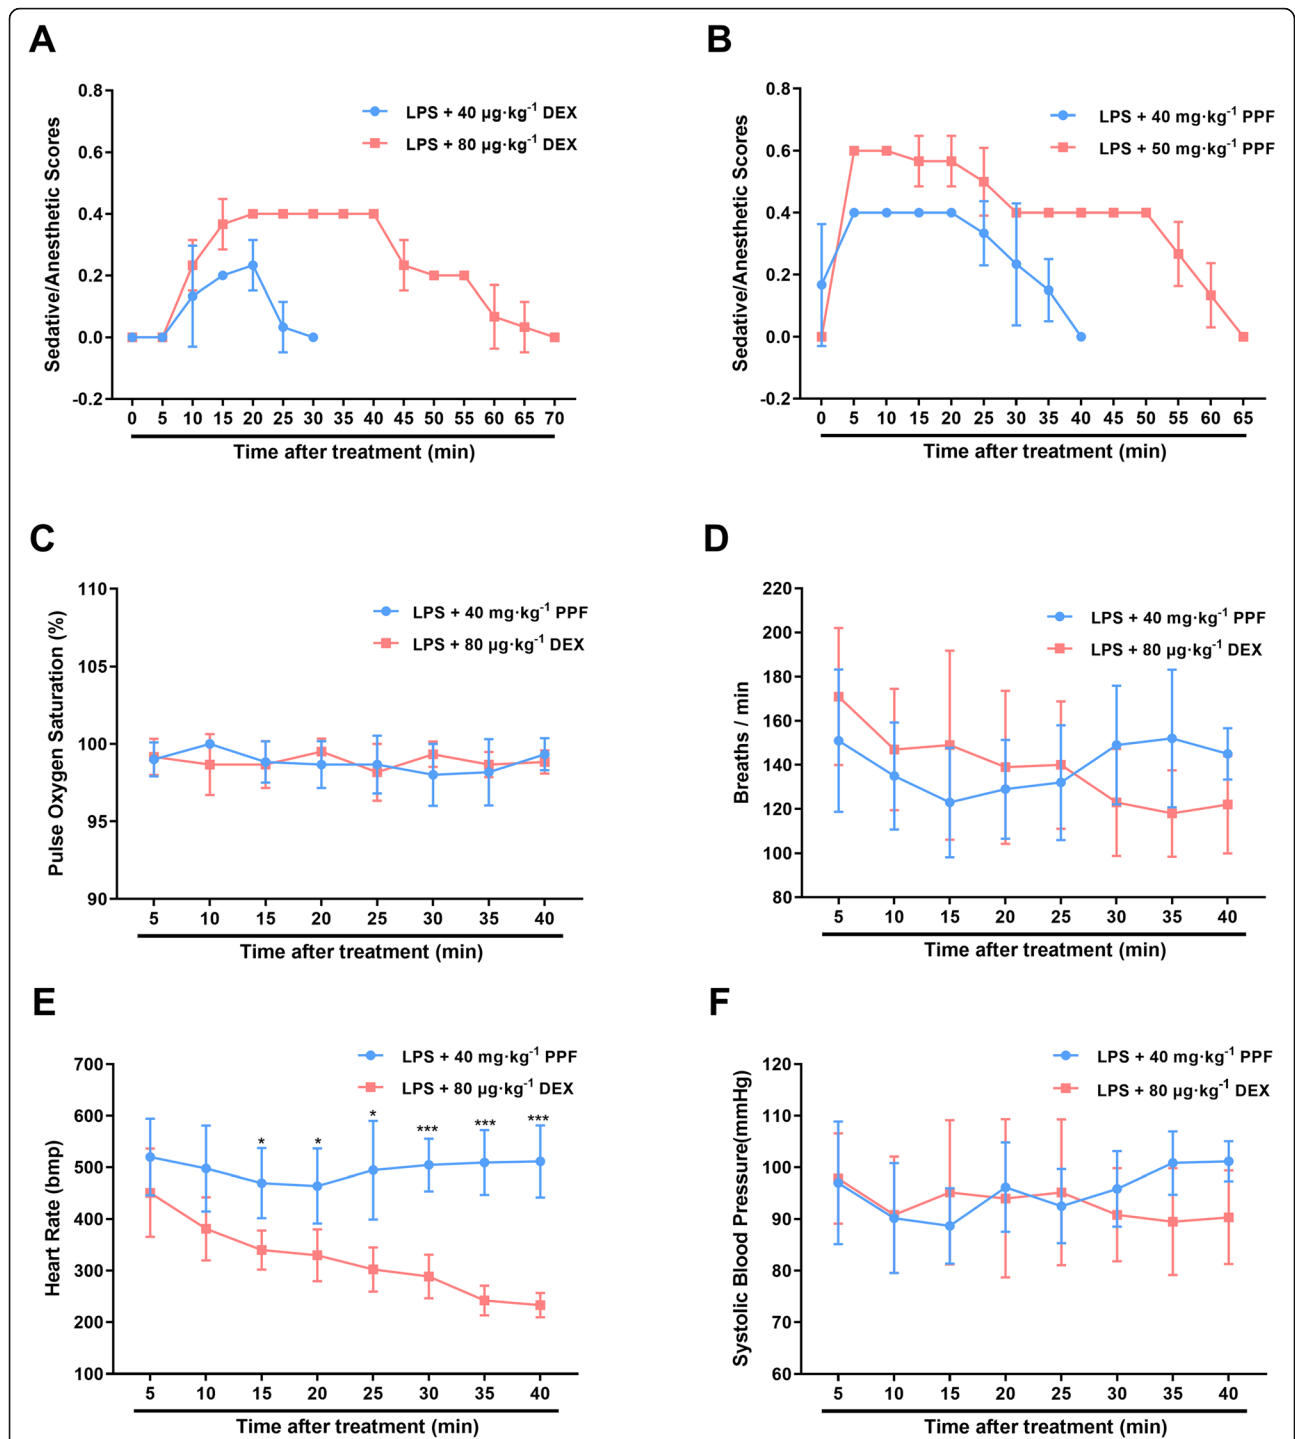 A
0.8
0.6
0.4
0.2
0.0
-0.2
Sedative/Anesthetic Scores
LPS + 40 µg·kg⁻¹ DEX
LPS + 80 µg·kg⁻¹ DEX
0 5 10 15 20 25 30 35 40 45 50 55 60 65 70
Time after treatment (min)
B
0.8
0.6
0.4
0.2
0.0
-0.2
Sedative/Anesthetic Scores
LPS + 40 mg·kg⁻¹ PPF
LPS + 50 mg·kg⁻¹ PPF
0 5 10 15 20 25 30 35 40 45 50 55 60 65
Time after treatment (min)
C
110
105
100
95
90
Pulse Oxygen Saturation (%)
LPS + 40 mg·kg⁻¹ PPF
LPS + 80 µg·kg⁻¹ DEX
5 10 15 20 25 30 35 40
Time after treatment (min)
D
220
200
180
160
140
120
100
80
Breaths / min
LPS + 40 mg·kg⁻¹ PPF
LPS + 80 µg·kg⁻¹ DEX
5 10 15 20 25 30 35 40
Time after treatment (min)
E
700
600
500
400
300
200
100
Heart Rate (bmp)
LPS + 40 mg·kg⁻¹ PPF
LPS + 80 µg·kg⁻¹ DEX
* * * *** *** ***
5 10 15 20 25 30 35 40
Time after treatment (min)
F
120
110
100
90
80
70
60
Systolic Blood Pressure(mmHg)
LPS + 40 mg·kg⁻¹ PPF
LPS + 80 µg·kg⁻¹ DEX
5 10 15 20 25 30 35 40
Time after treatment (min)